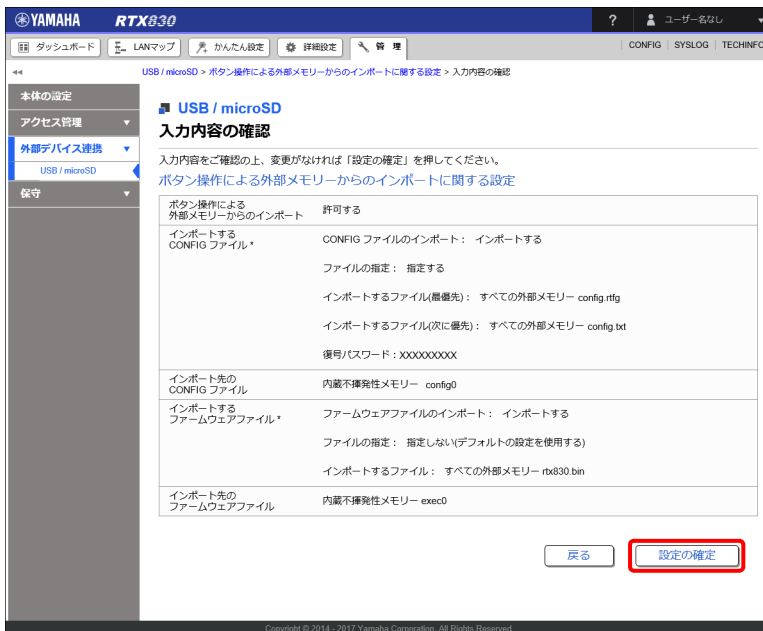 YAMAHA RTX830 ? ユーザー名なし
ダッシュボード LANマップ かんたん設定 詳細設定 管 理 CONFIG SYSLOG TECHINFO
USB / microSD > ボタン操作による外部メモリーからのインポートに関する設定 > 入力内容の確認
本体の設定
アクセス管理
外部デバイス連携
USB / microSD
保守
USB / microSD
入力内容の確認
入力内容をご確認の上、変更がなければ「設定の確定」を押してください。
ボタン操作による外部メモリーからのインポートに関する設定
ボタン操作による
外部メモリーからのインポート
許可する
インポートする
CONFIG ファイル *
CONFIG ファイルのインポート： インポートする
ファイルの指定： 指定する
インポートするファイル(最優先)： すべての外部メモリー config.rtfg
インポートするファイル(次に優先)： すべての外部メモリー config.txt
復号パスワード：XXXXXXXXX
インポート先の
CONFIG ファイル
内蔵不揮発性メモリー config0
インポートする
ファームウェアファイル *
ファームウェアファイルのインポート： インポートする
ファイルの指定： 指定しない(デフォルトの設定を使用する)
インポートするファイル： すべての外部メモリー rtx830.bin
インポート先の
ファームウェアファイル
内蔵不揮発性メモリー exec0
戻る 設定の確定
Copyright © 2014 - 2017 Yamaha Corporation. All Rights Reserved.